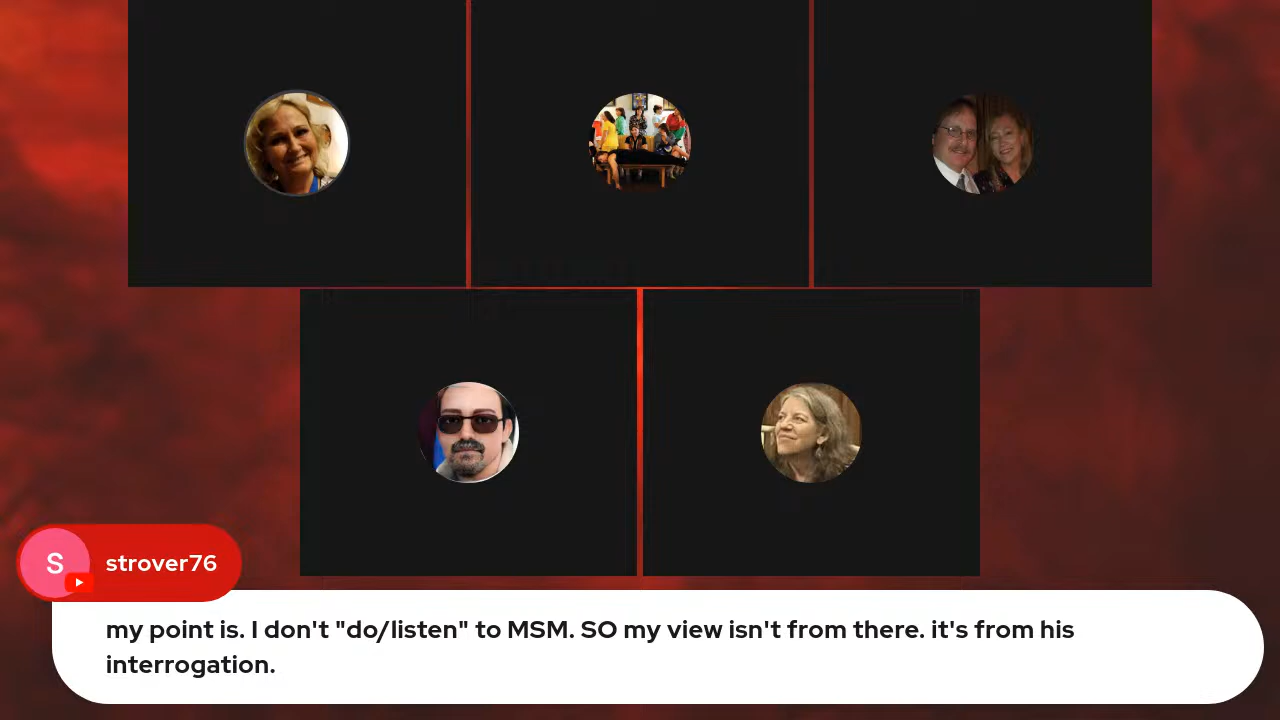 S
strover76
my point is. I don't "do/listen" to MSM. SO my view isn't from there. it's from his
interrogation.